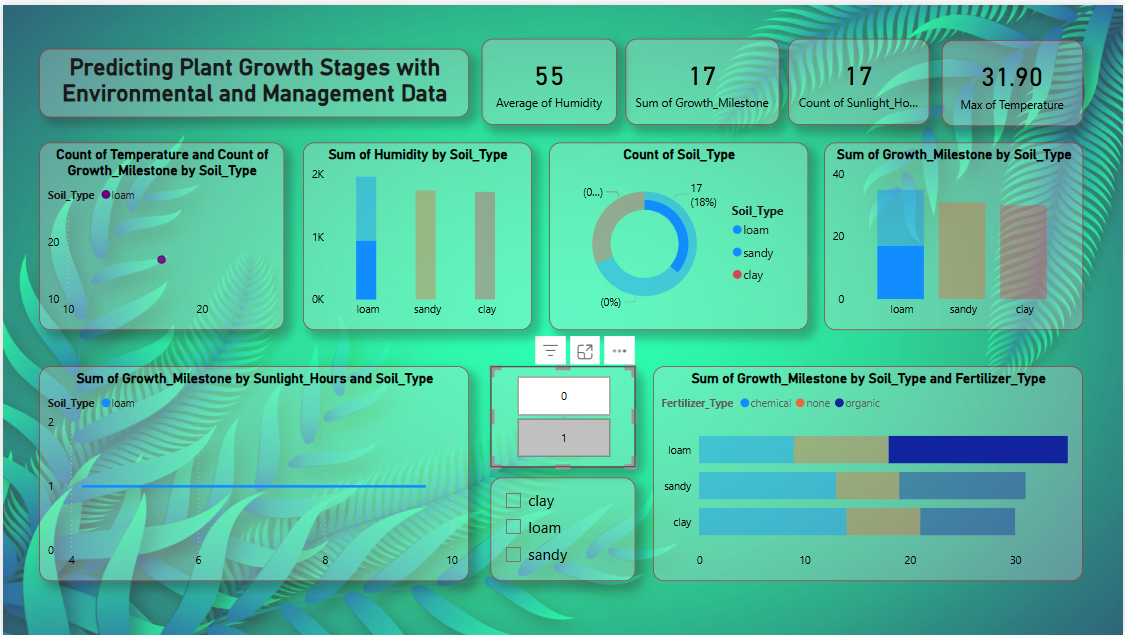 Predicting Plant Growth Stages with
Environmental and Management Data
55
Average of Humidity
17
Sum of Growth_Milestone
17
Count of Sunlight_Ho...
31.90
Max of Temperature
Count of Temperature and Count of
Growth_Milestone by Soil_Type
Soil_Type loam
20
10
10 20
Sum of Humidity by Soil_Type
2K
1K
0K
loam sandy clay
Count of Soil_Type
(0...)
17
(18%)
(0%)
Soil_Type
loam
sandy
clay
Sum of Growth_Milestone by Soil_Type
40
20
0
loam sandy clay
Sum of Growth_Milestone by Sunlight_Hours and Soil_Type
Soil_Type loam
2
1
0
4 6 8 10
0
1
clay
loam
sandy
Sum of Growth_Milestone by Soil_Type and Fertilizer_Type
Fertilizer_Type chemical none organic
loam
sandy
clay
0 10 20 30